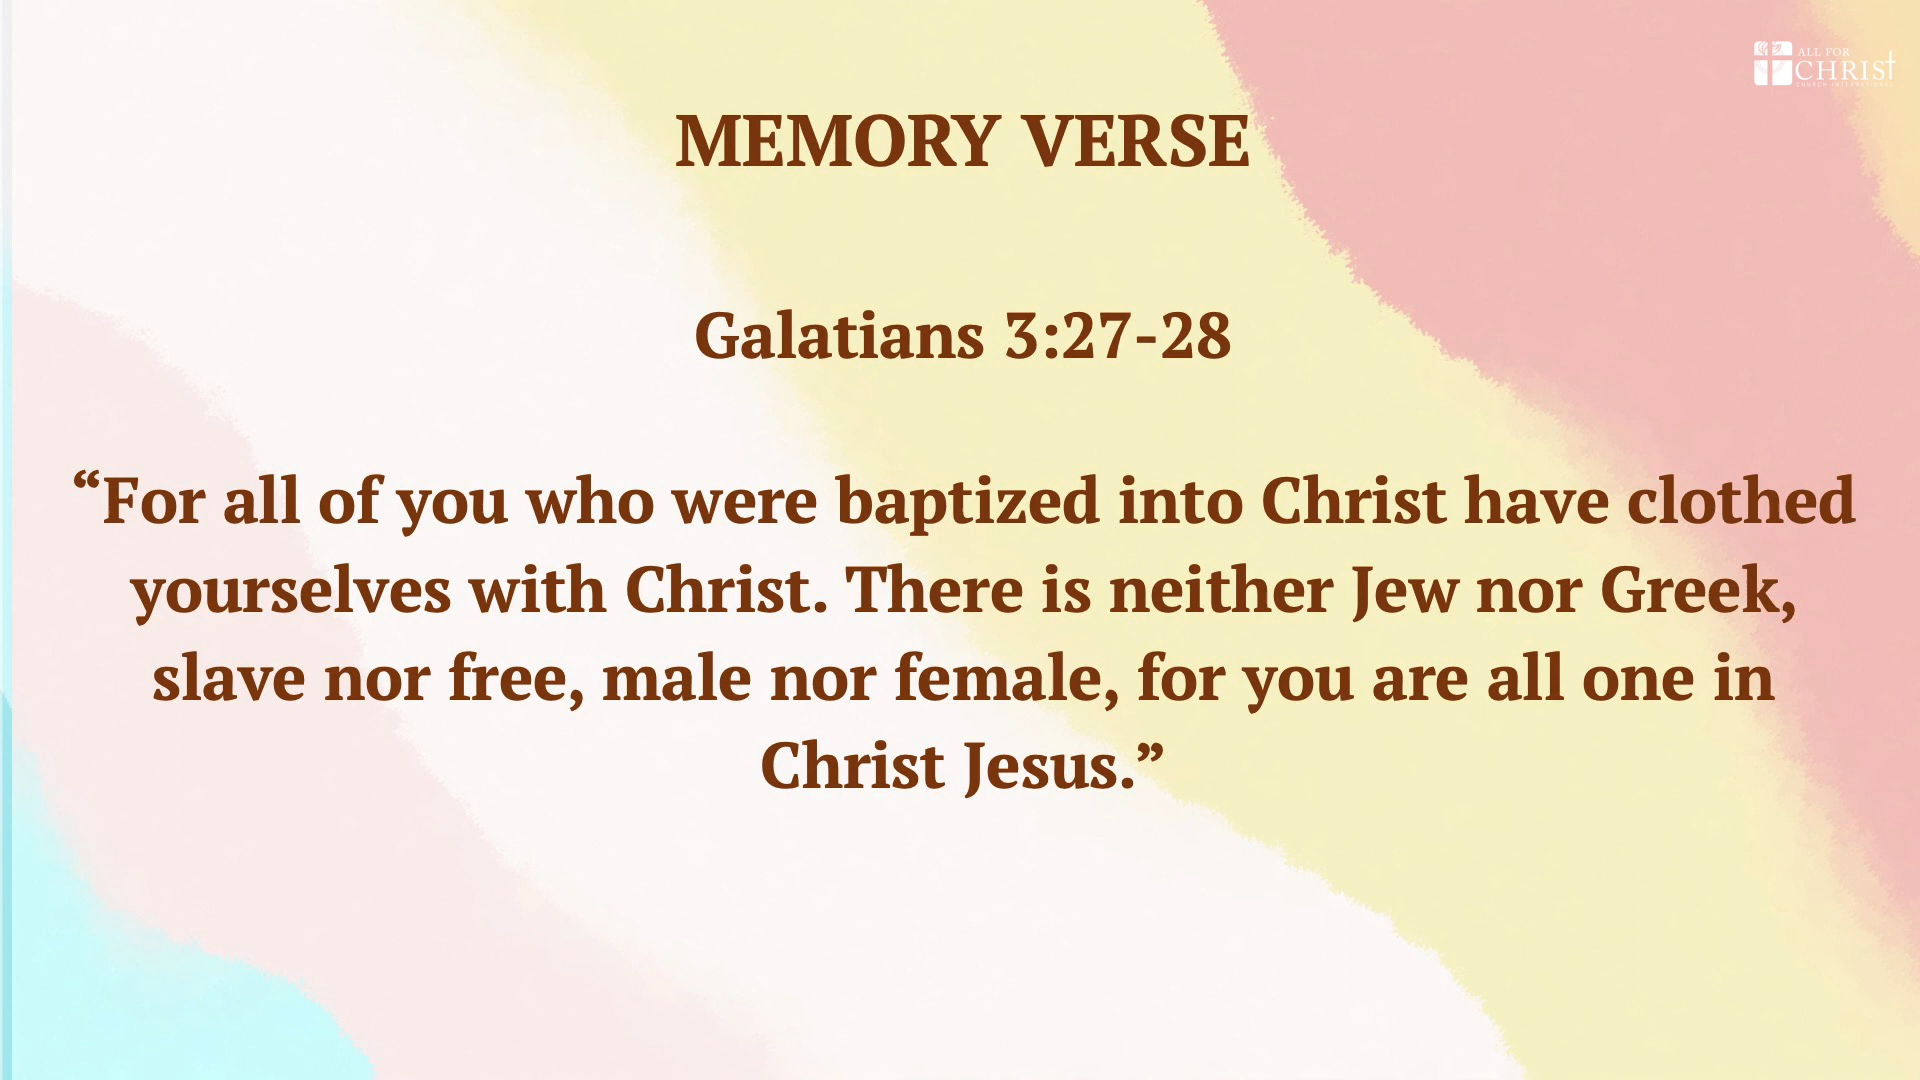 ALL FOR
CHRIST
MEMORY VERSE
Galatians 3:27-28
“For all of you who were baptized into Christ have clothed
yourselves with Christ. There is neither Jew nor Greek,
slave nor free, male nor female, for you are all one in
Christ Jesus.”